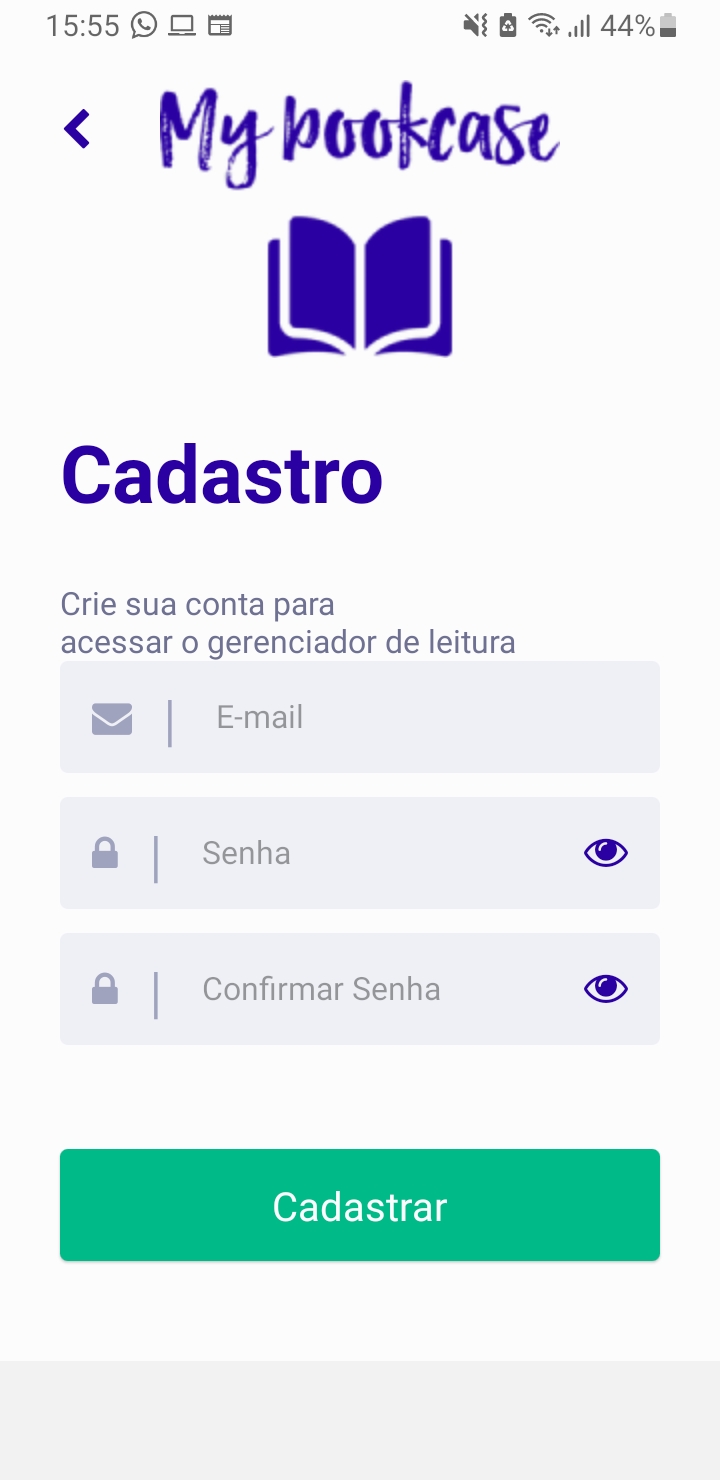 15:55 44%
My bookcase
Cadastro
Crie sua conta para
acessar o gerenciador de leitura
E-mail
Senha
Confirmar Senha
Cadastrar